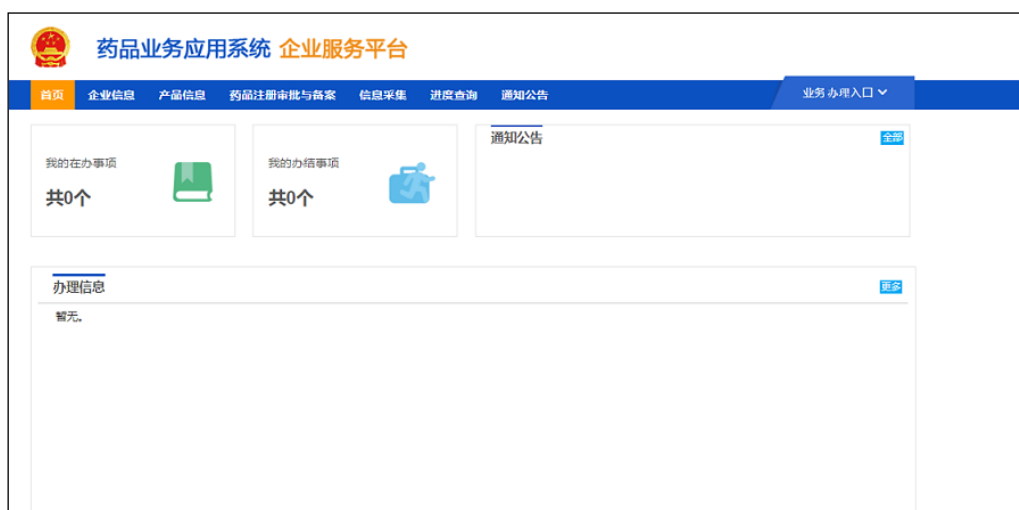 药品业务应用系统 企业服务平台
首页 企业信息 产品信息 药品注册审批与备案 信息采集 进度查询 通知公告 业务办理入口
我的在办事项
共0个
我的办结事项
共0个
通知公告 全部
办理信息 更多
暂无。